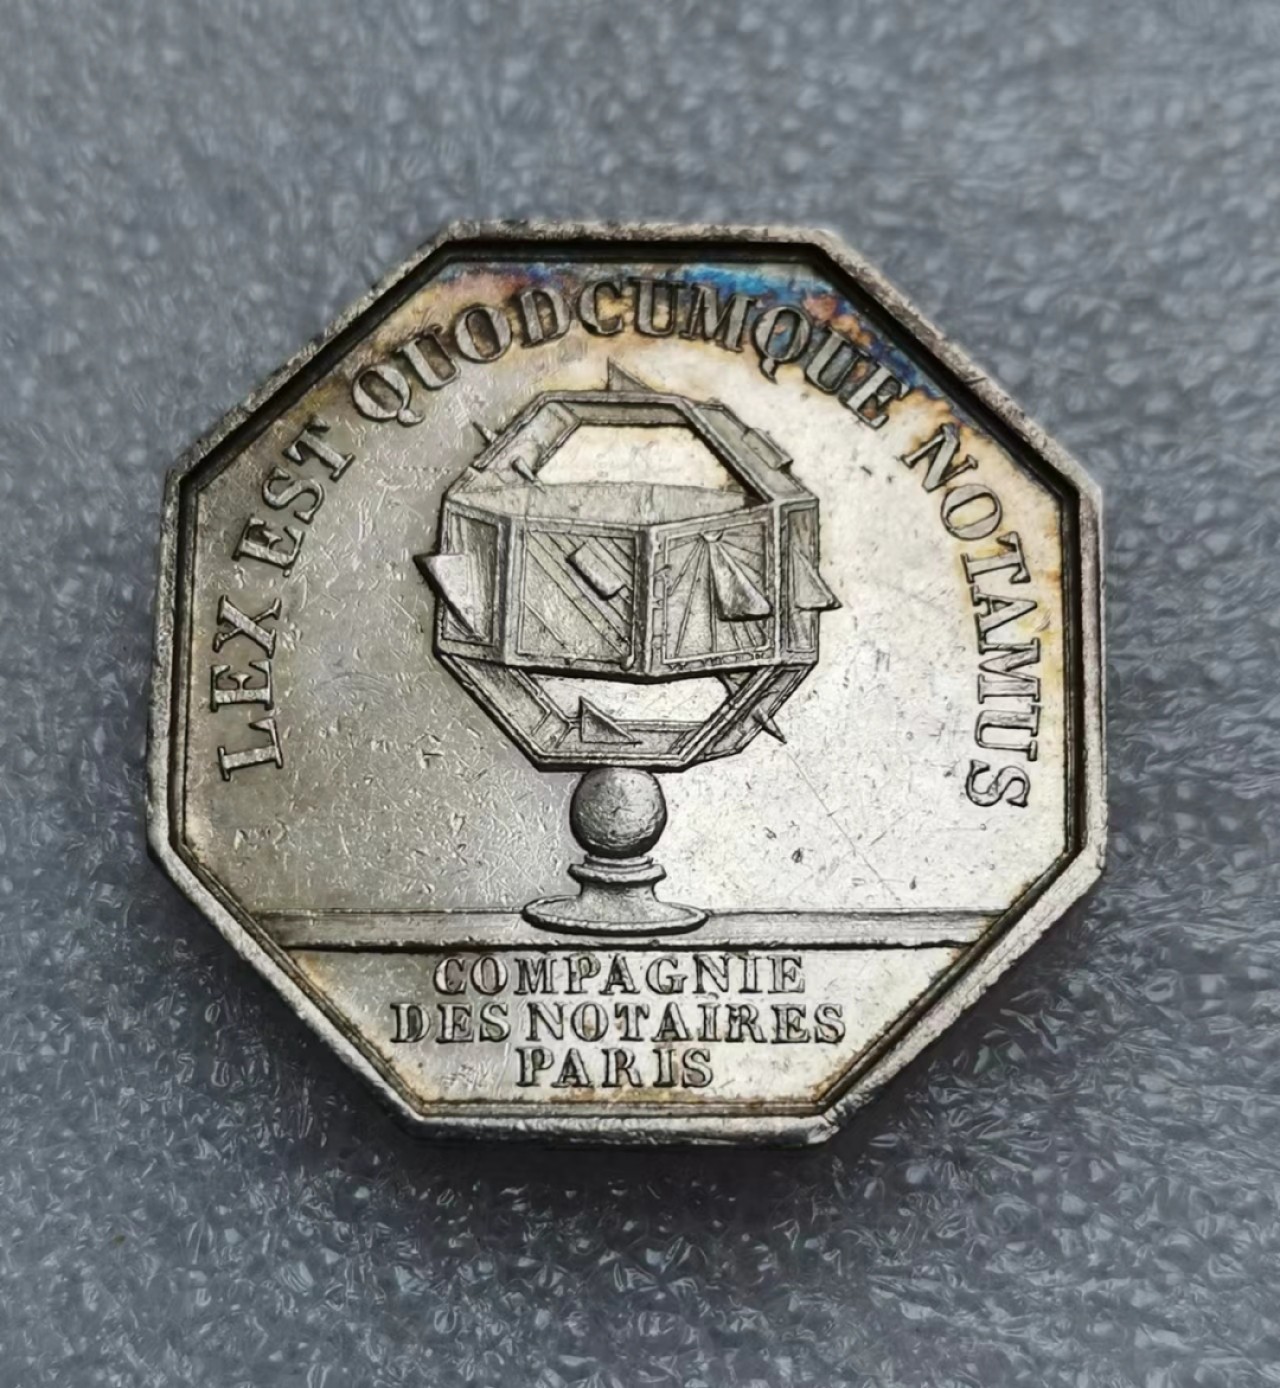 LEX EST QUODCUMQUE NOTAMUS
COMPAGNIE
DES NOTAIRES
PARIS